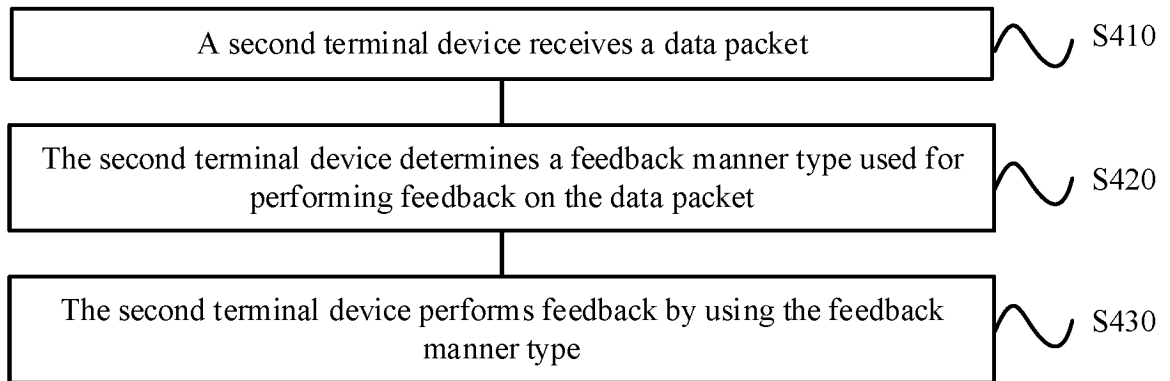 A second terminal device receives a data packet
S410
The second terminal device determines a feedback manner type used for
performing feedback on the data packet
S420
The second terminal device performs feedback by using the feedback
manner type
S430